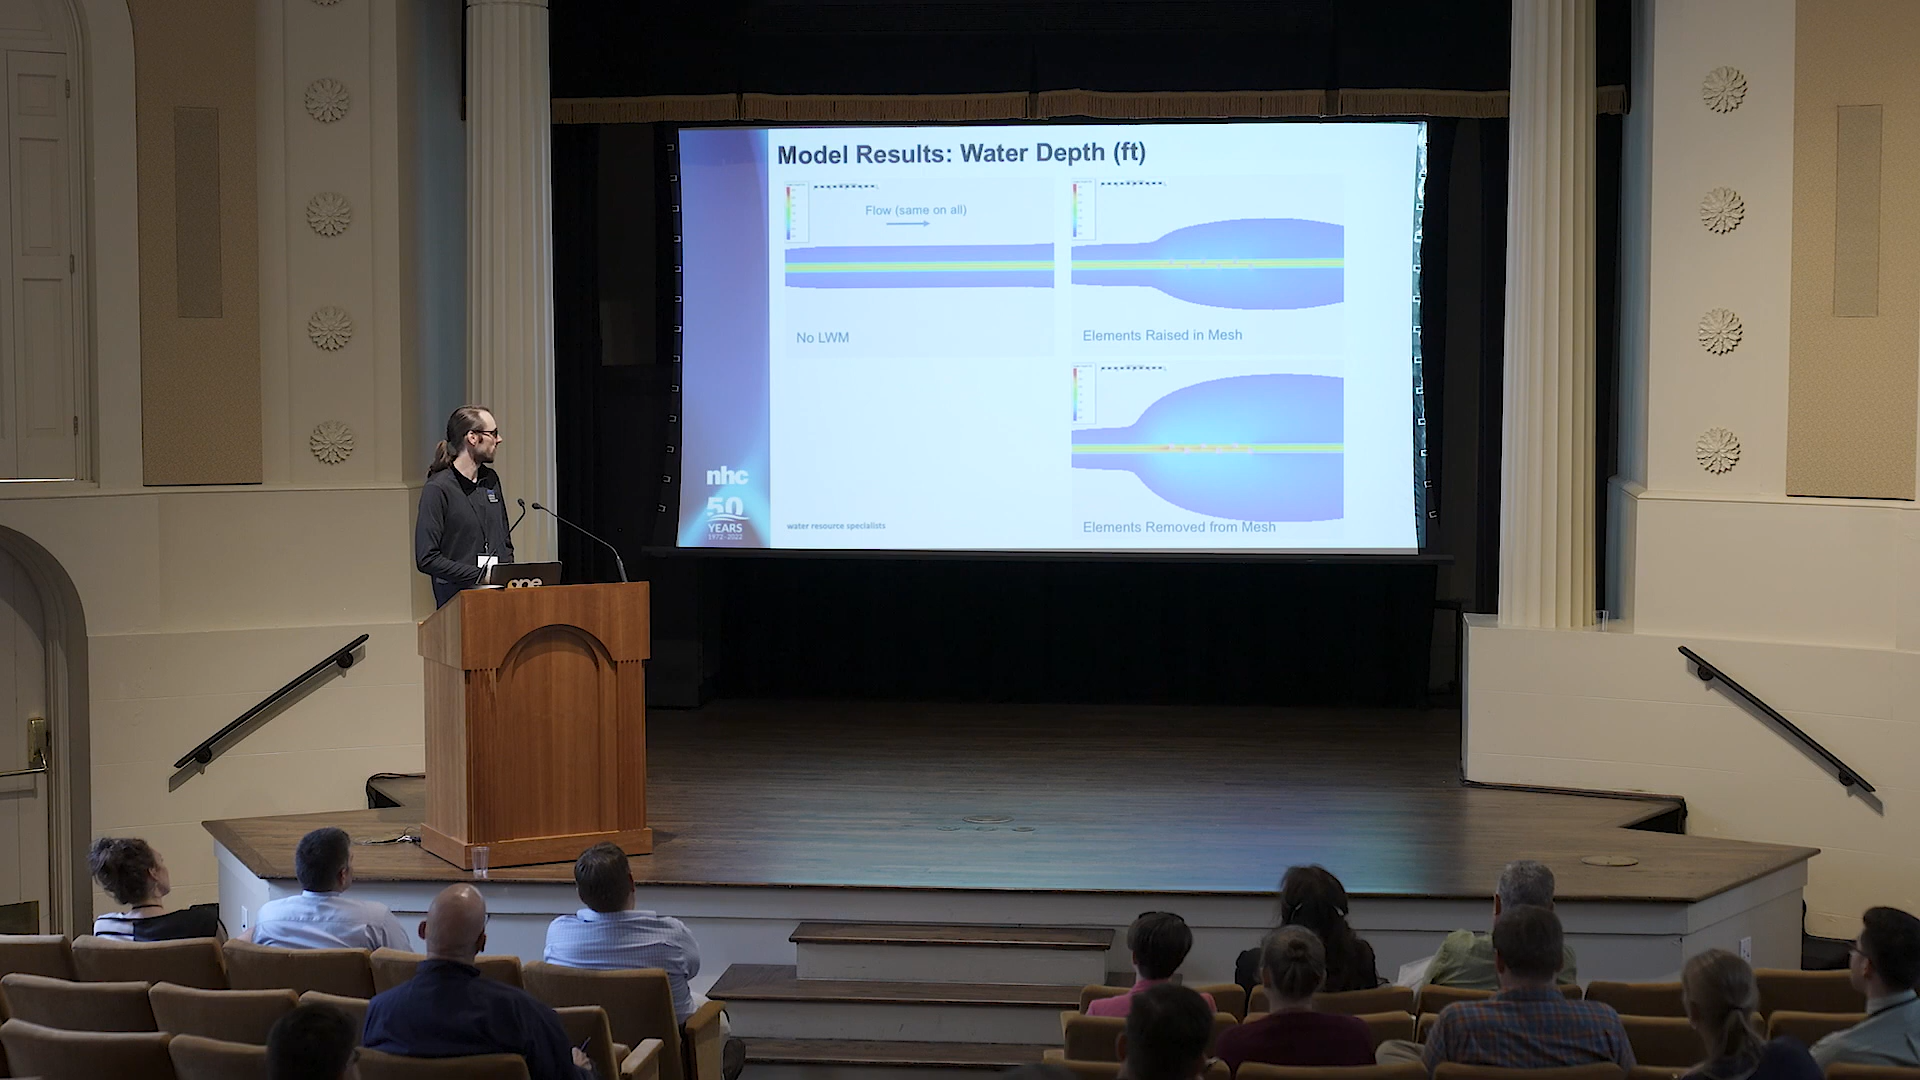 Model Results: Water Depth (ft)
Flow (same on all)
No LWM
Elements Raised in Mesh
Elements Removed from Mesh
nhc
50
YEARS
1972-2022
water resource specialists